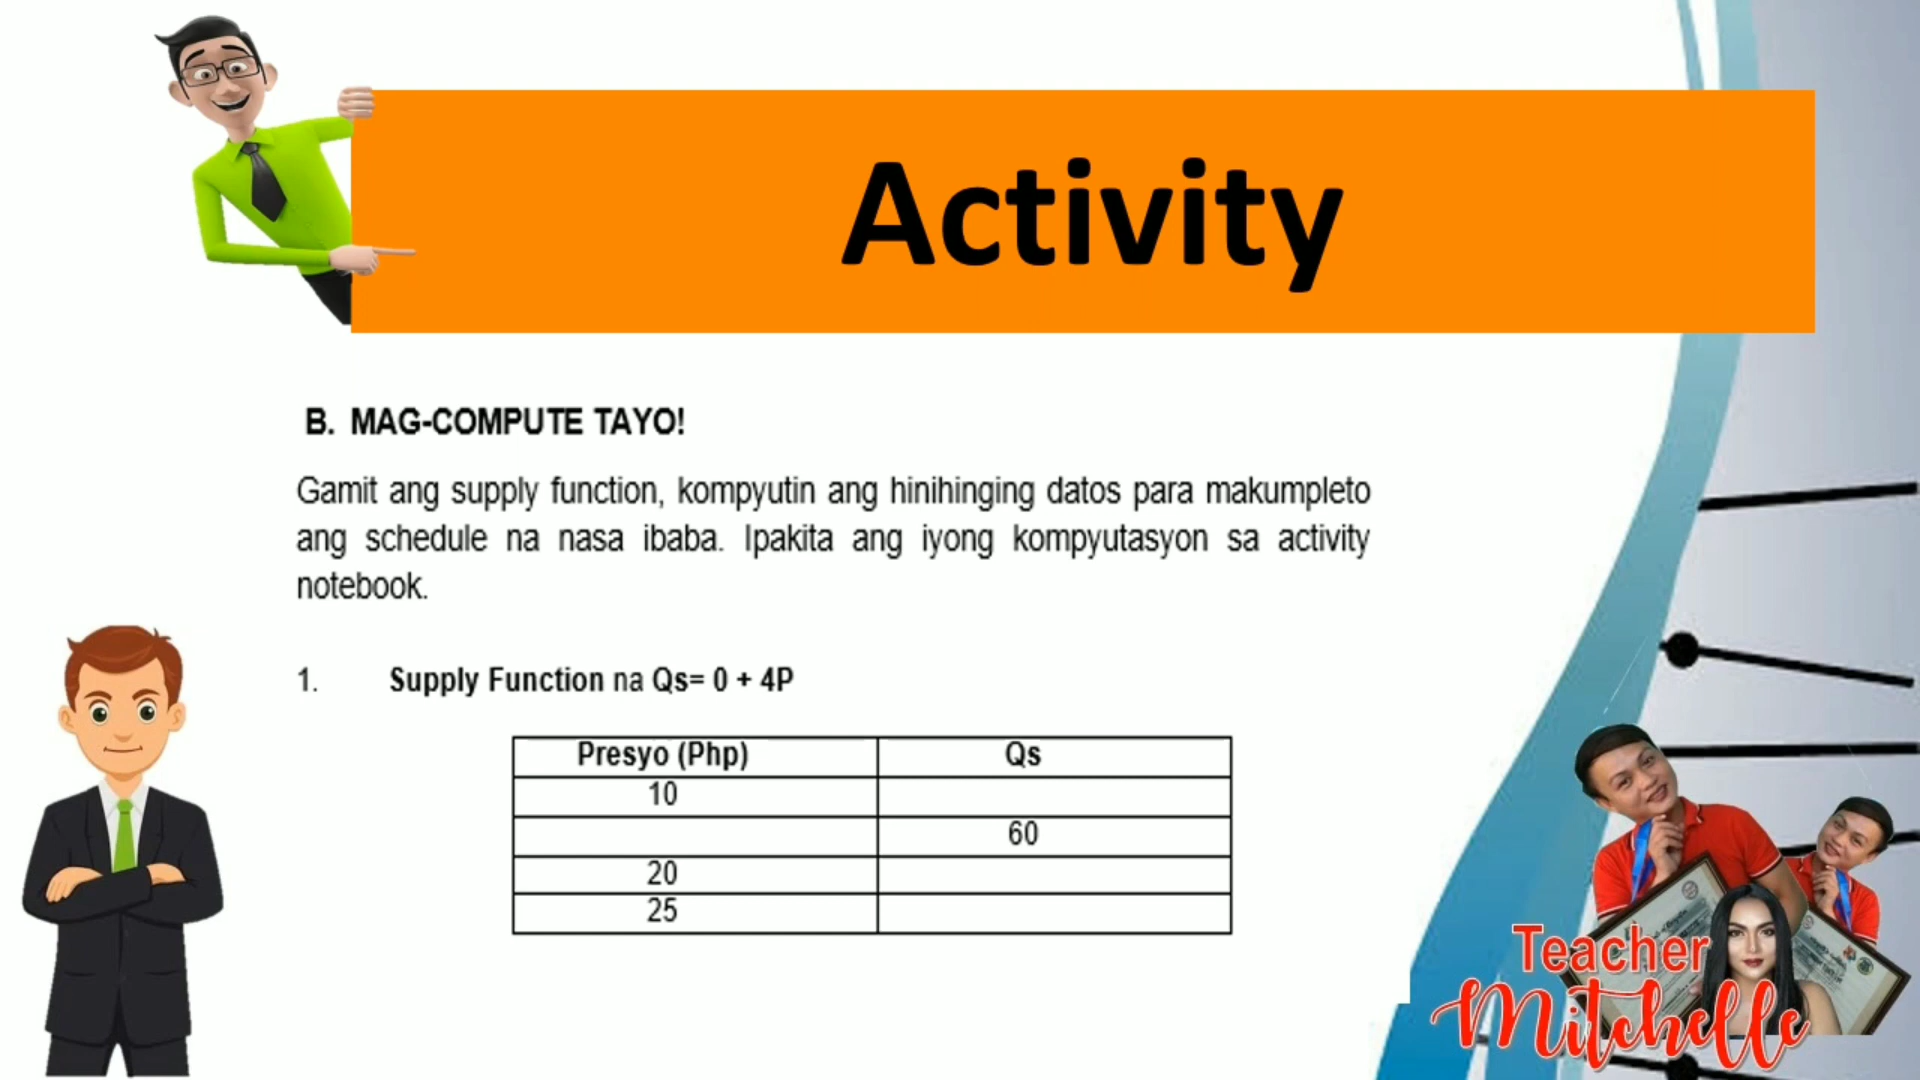 Activity
B. MAG-COMPUTE TAYO!
Gamit ang supply function, kompyutin ang hinihinging datos para makumpleto
ang schedule na nasa ibaba. Ipakita ang iyong kompyutasyon sa activity
notebook.
1. Supply Function na Qs= 0 + 4P
Presyo (Php) Qs
10
60
20
25
Teacher
Mitchelle